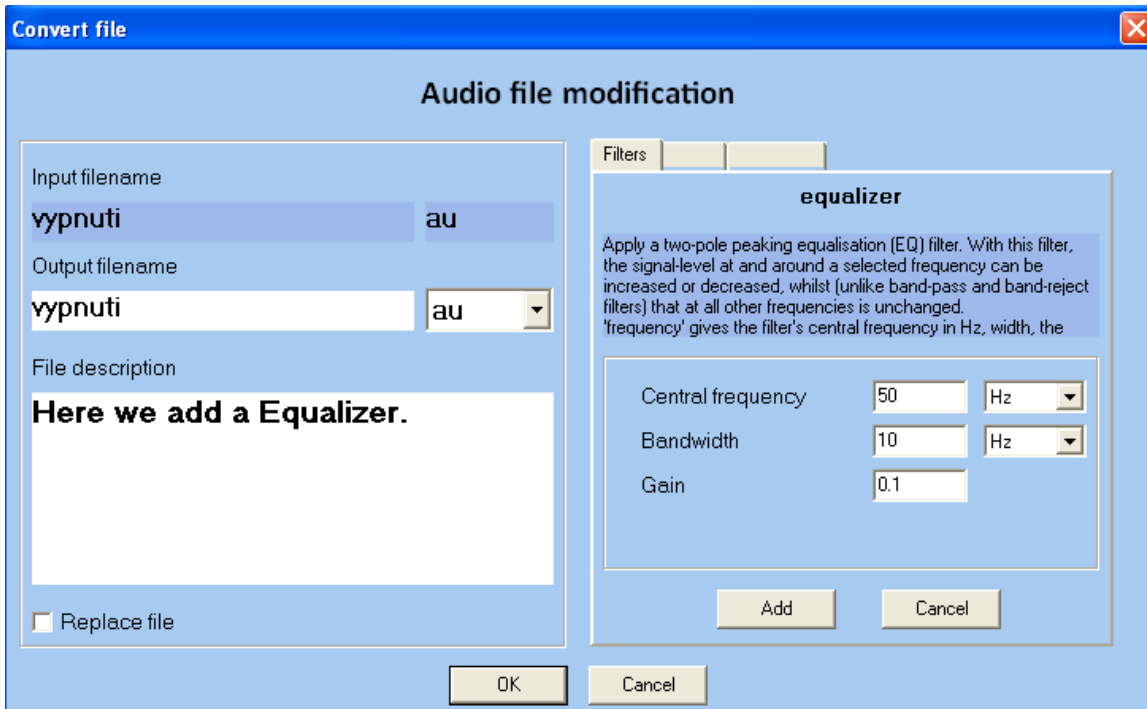 Convert file
Audio file modification
Input filename
vypnuti au
Output filename
vypnuti au
File description
Here we add a Equalizer.
Replace file
Filters
equalizer
Apply a two-pole peaking equalisation (EQ) filter. With this filter,
the signal-level at and around a selected frequency can be
increased or decreased, whilst (unlike band-pass and band-reject
filters) that at all other frequencies is unchanged.
'frequency' gives the filter's central frequency in Hz, width, the
Central frequency 50 Hz
Bandwidth 10 Hz
Gain 0.1
Add Cancel
OK Cancel